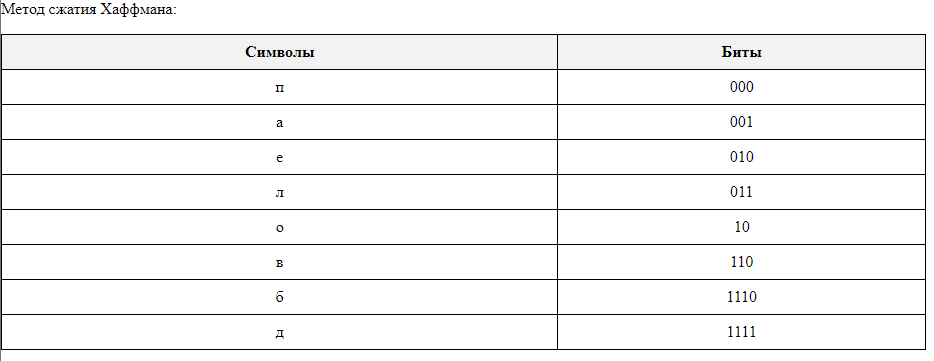 Метод сжатия Хаффмана:
Символы Биты
п 000
а 001
е 010
л 011
о 10
в 110
б 1110
д 1111